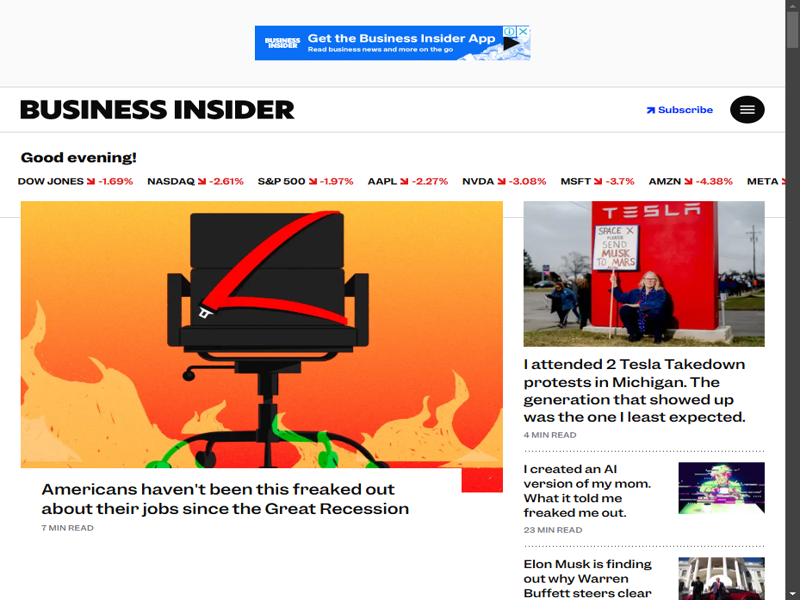 BUSINESS INSIDER
Get the Business Insider App
Read business news and more on the go
BUSINESS INSIDER
Subscribe
Good evening!
DOW JONES -1.69% NASDAQ -2.61% S&P 500 -1.97% AAPL -2.27% NVDA -3.08% MSFT -3.7% AMZN -4.38% META
TESLA
SPACE X
PLEASE
SEND
MUSK
TO MARS
Americans haven't been this freaked out
about their jobs since the Great Recession
7 MIN READ
I attended 2 Tesla Takedown
protests in Michigan. The
generation that showed up
was the one I least expected.
4 MIN READ
I created an AI
version of my mom.
What it told me
freaked me out.
23 MIN READ
Elon Musk is finding
out why Warren
Buffett steers clear